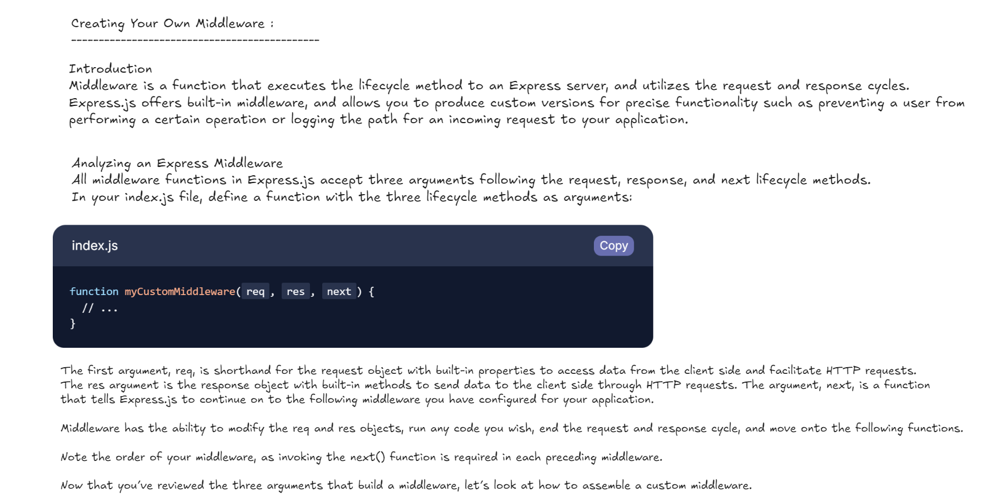 Creating Your Own Middleware :
---------------------------------------------
Introduction
Middleware is a function that executes the lifecycle method to an Express server, and utilizes the request and response cycles.
Express.js offers built-in middleware, and allows you to produce custom versions for precise functionality such as preventing a user from
performing a certain operation or logging the path for an incoming request to your application.
Analyzing an Express Middleware
All middleware functions in Express.js accept three arguments following the request, response, and next lifecycle methods.
In your index.js file, define a function with the three lifecycle methods as arguments:
index.js
Copy
function myCustomMiddleware(req, res, next) {
  // ...
}
The first argument, req, is shorthand for the request object with built-in properties to access data from the client side and facilitate HTTP requests.
The res argument is the response object with built-in methods to send data to the client side through HTTP requests. The argument, next, is a function
that tells Express.js to continue on to the following middleware you have configured for your application.
Middleware has the ability to modify the req and res objects, run any code you wish, end the request and response cycle, and move onto the following functions.
Note the order of your middleware, as invoking the next() function is required in each preceding middleware.
Now that you've reviewed the three arguments that build a middleware, let's look at how to assemble a custom middleware.